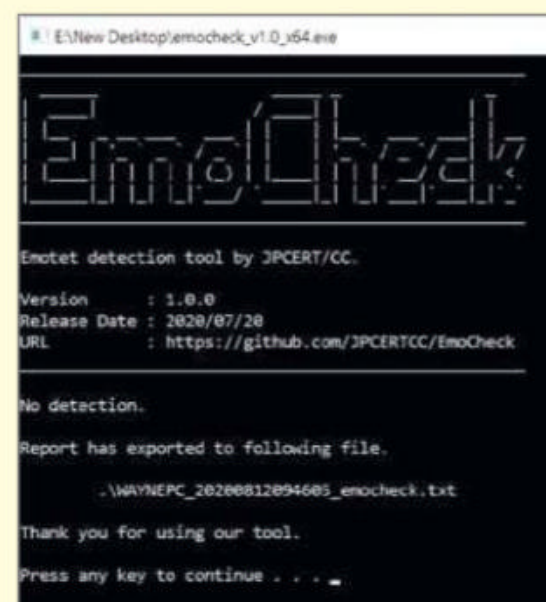 E:\New Desktop\emocheck_v1.0_x64.exe
EmoCheck
Emotet detection tool by JPCERT/CC.
Version : 1.0.0
Release Date : 2020/07/20
URL : https://github.com/JPCERTCC/EmoCheck
No detection.
Report has exported to following file.
.\WAYNEPC_20200812094605_emocheck.txt
Thank you for using our tool.
Press any key to continue . . .